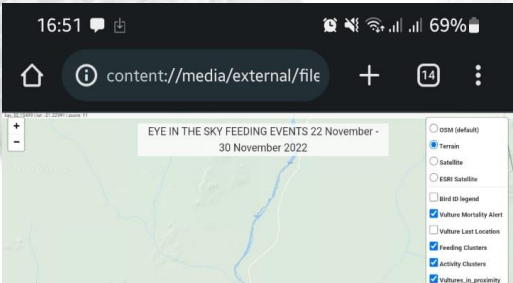 16:51 69%
content://media/external/file
14
+
-
EYE IN THE SKY FEEDING EVENTS 22 November -
30 November 2022
OSM (default)
Terrain
Satellite
ESRI Satellite
Bird ID legend
Vulture Mortality Alert
Vulture Last Location
Feeding Clusters
Activity Clusters
Vultures_in_proximity